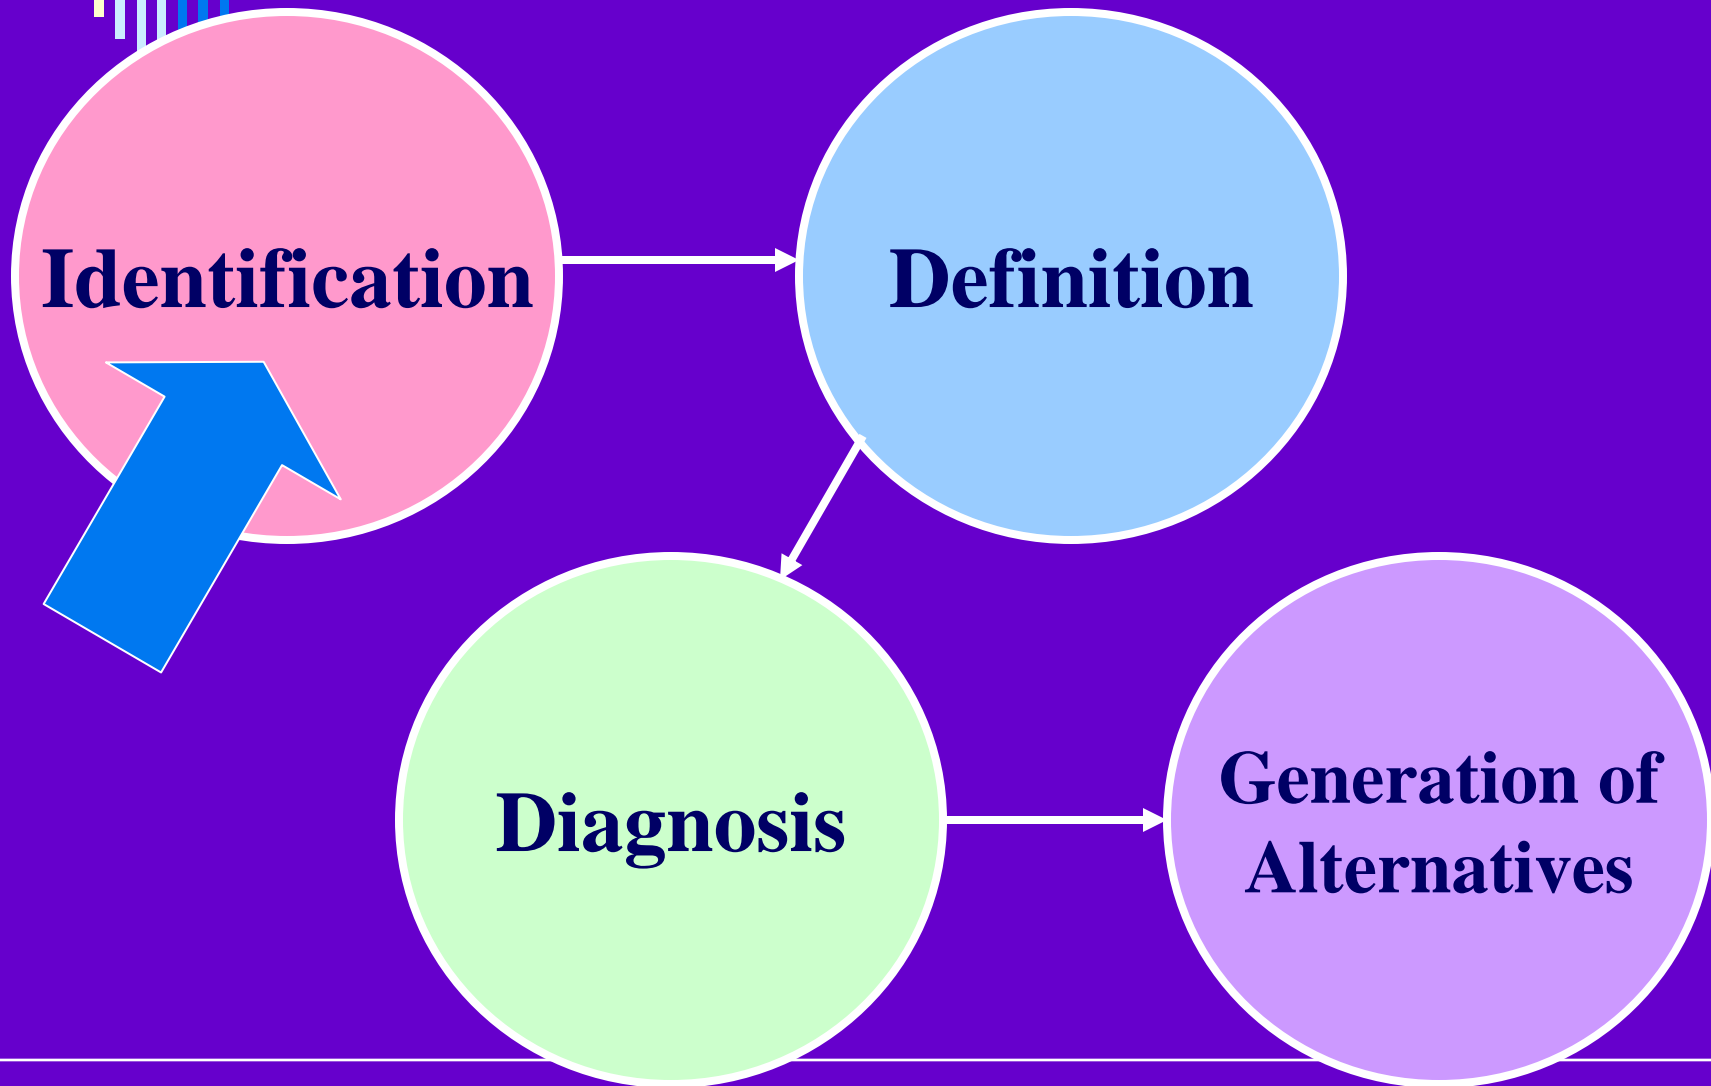 Identification
Definition
Diagnosis
Generation of
Alternatives